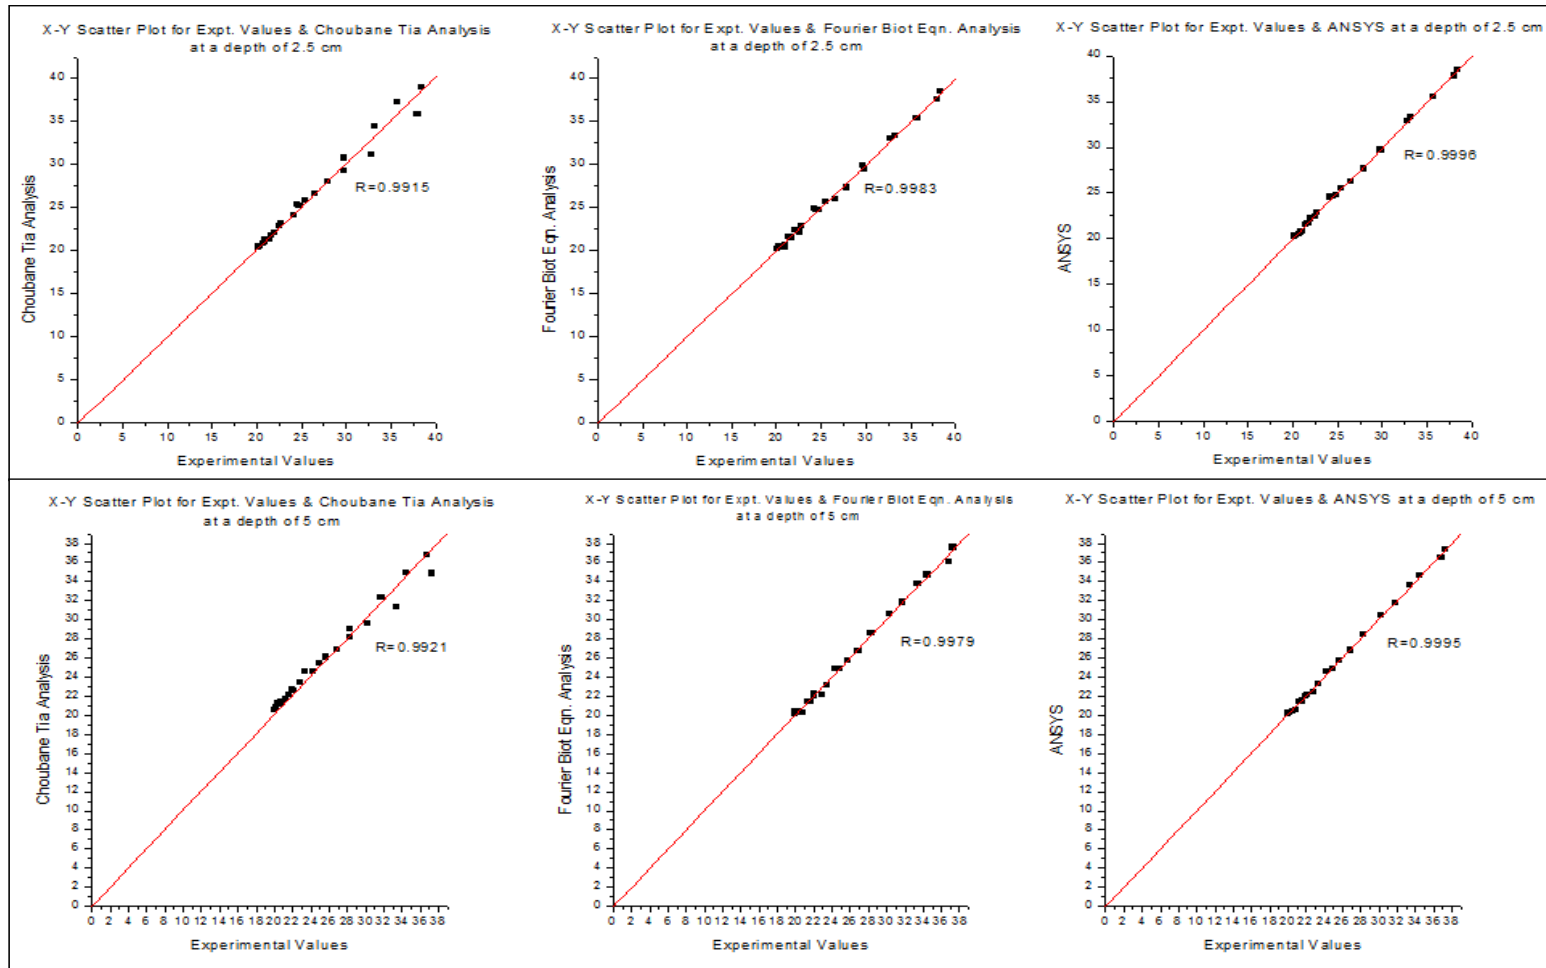 X-Y Scatter Plot for Expt. Values & Choubane Tia Analysis
at a depth of 2.5 cm
40
35
30
25
20
15
10
5
0
Choubane Tia Analysis
R=0.9915
0 5 10 15 20 25 30 35 40
Experimental Values
X-Y Scatter Plot for Expt. Values & Fourier Biot Eqn. Analysis
at a depth of 2.5 cm
40
35
30
25
20
15
10
5
0
Fourier Biot Eqn. Analysis
R=0.9983
0 5 10 15 20 25 30 35 40
Experimental Values
X-Y Scatter Plot for Expt. Values & ANSYS at a depth of 2.5 cm
40
35
30
25
20
15
10
5
0
ANSYS
R=0.9996
0 5 10 15 20 25 30 35 40
Experimental Values
X-Y Scatter Plot for Expt. Values & Choubane Tia Analysis
at a depth of 5 cm
38
36
34
32
30
28
26
24
22
20
18
16
14
12
10
8
6
4
2
0
Choubane Tia Analysis
R=0.9921
0 2 4 6 8 10 12 14 16 18 20 22 24 26 28 30 32 34 36 38
Experimental Values
X-Y Scatter Plot for Expt. Values & Fourier Biot Eqn. Analysis
at a depth of 5 cm
38
36
34
32
30
28
26
24
22
20
18
16
14
12
10
8
6
4
2
0
Fourier Biot Eqn. Analysis
R=0.9979
0 2 4 6 8 10 12 14 16 18 20 22 24 26 28 30 32 34 36 38
Experimental Values
X-Y Scatter Plot for Expt. Values & ANSYS at a depth of 5 cm
38
36
34
32
30
28
26
24
22
20
18
16
14
12
10
8
6
4
2
0
ANSYS
R=0.9995
0 2 4 6 8 10 12 14 16 18 20 22 24 26 28 30 32 34 36 38
Experimental Values